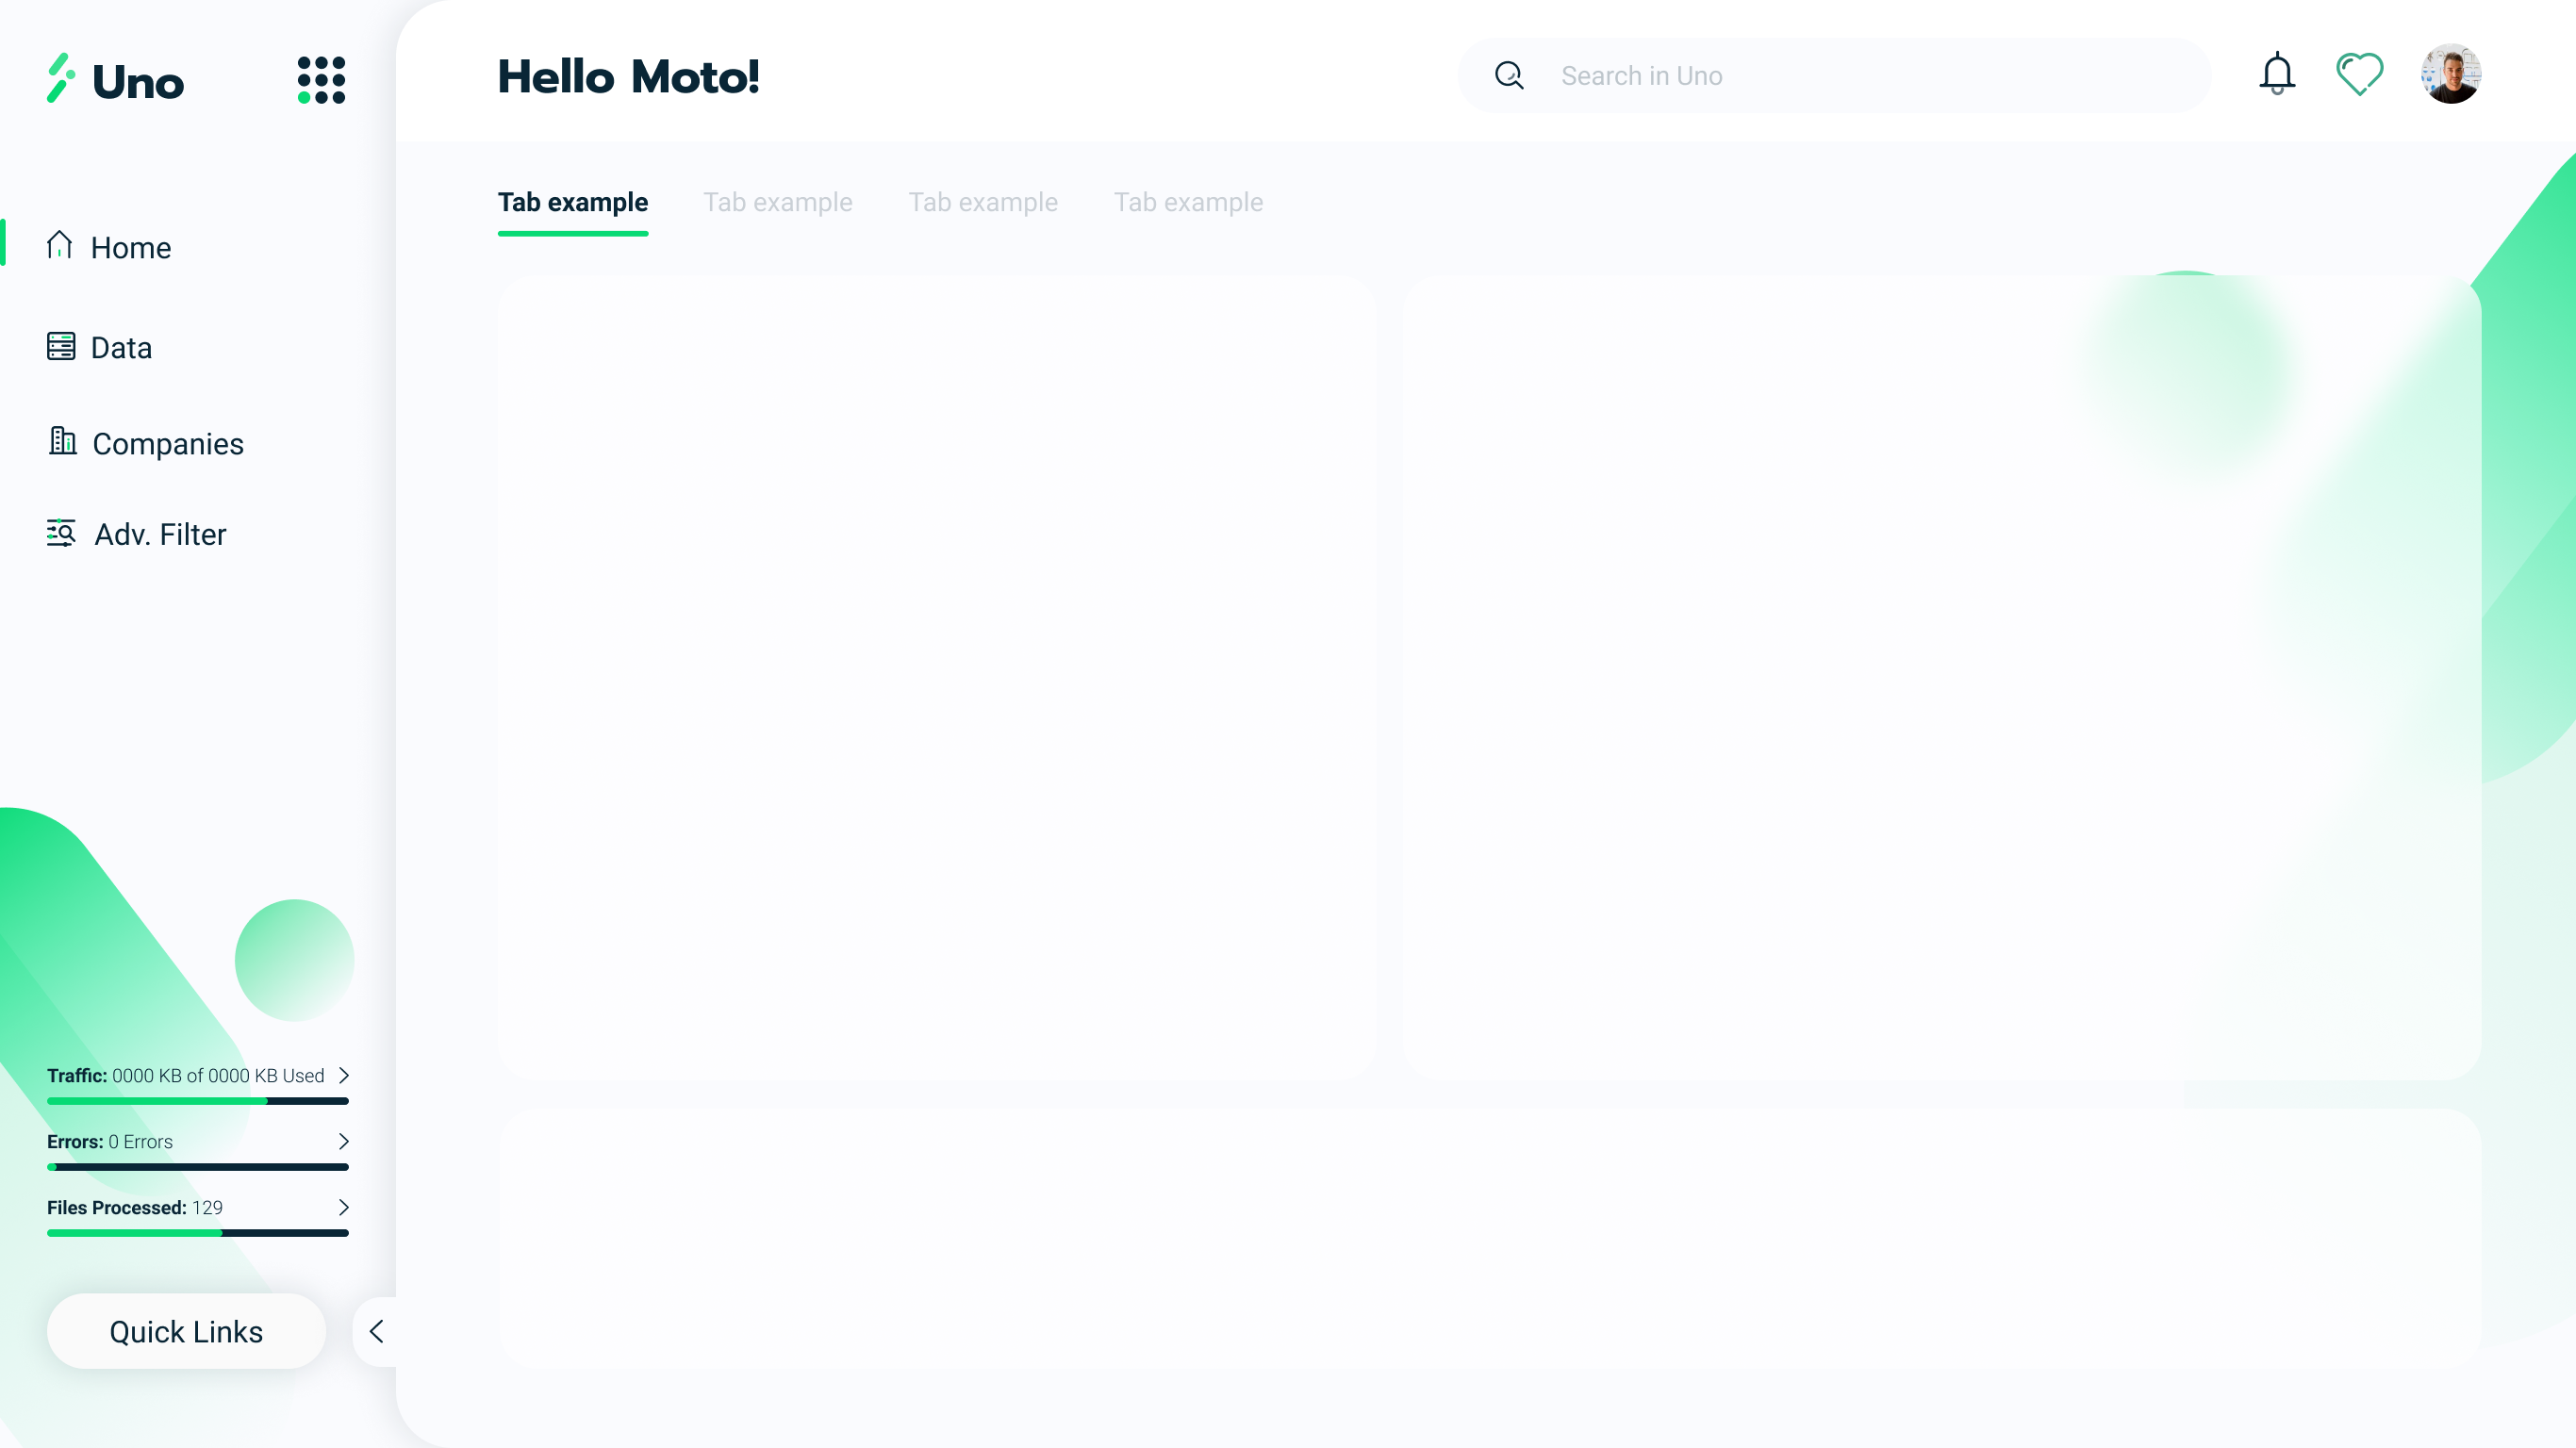 Uno
Hello Moto!
Search in Uno
Tab example
Tab example
Tab example
Tab example
Home
Data
Companies
Adv. Filter
Traffic: 0000 KB of 0000 KB Used
Errors: 0 Errors
Files Processed: 129
Quick Links